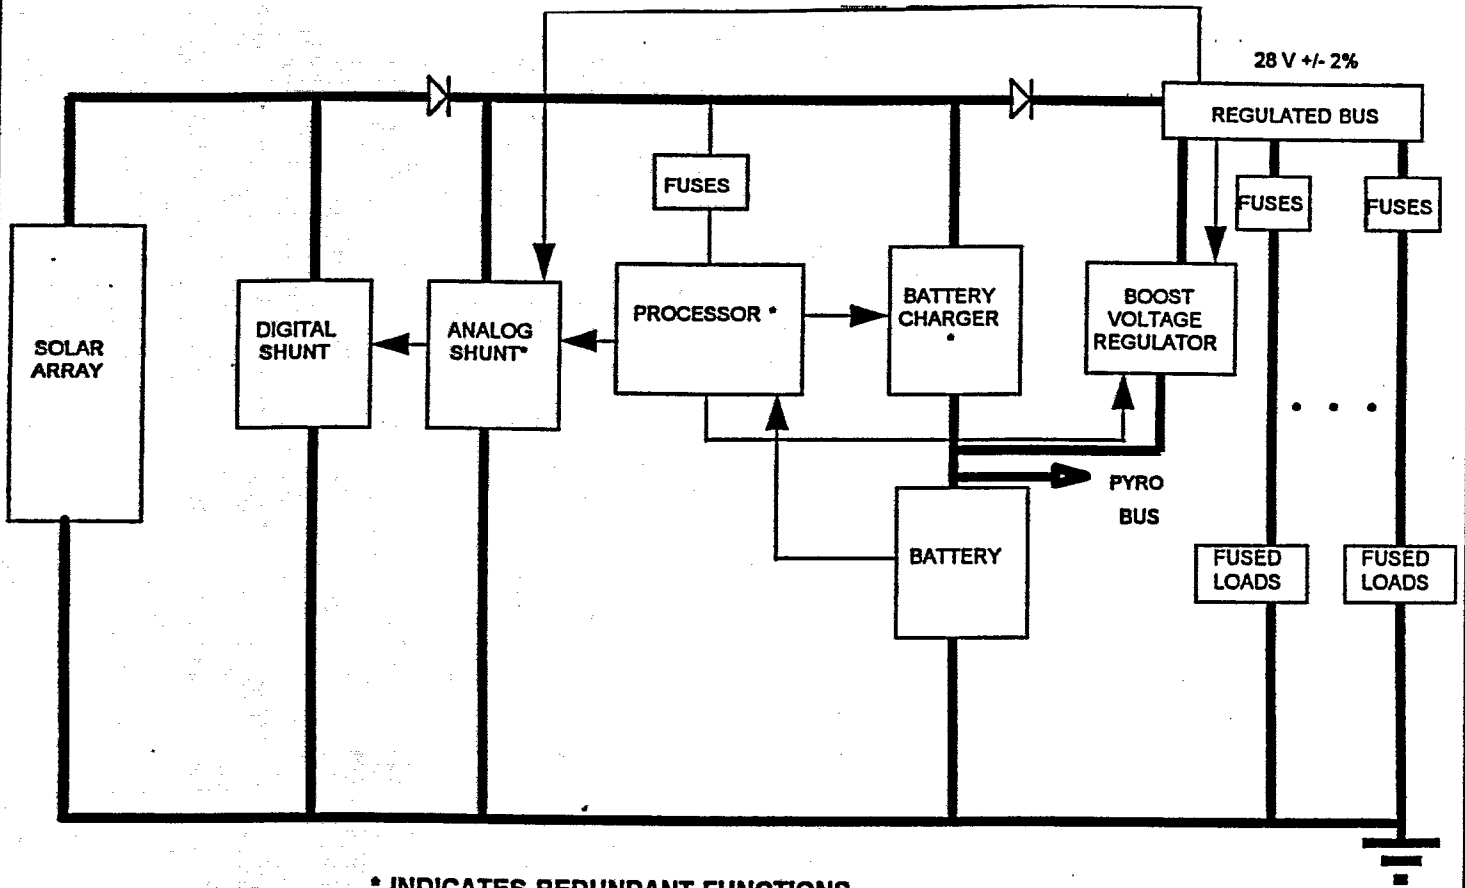 28 V +/- 2%
REGULATED BUS
FUSES
FUSES
FUSES
SOLAR
ARRAY
DIGITAL
SHUNT
ANALOG
SHUNT*
PROCESSOR *
BATTERY
CHARGER
*
BOOST
VOLTAGE
REGULATOR
PYRO
BUS
BATTERY
FUSED
LOADS
FUSED
LOADS
* INDICATES REDUNDANT FUNCTIONS